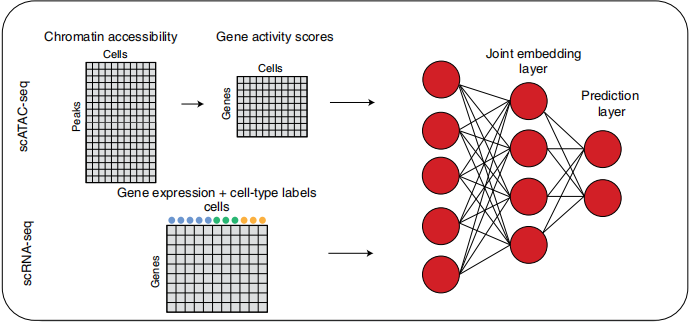 Chromatin accessibility
Gene activity scores
Cells
Peaks
Cells
Genes
scATAC-seq
Joint embedding
layer
Prediction
layer
Gene expression + cell-type labels
cells
Genes
scRNA-seq